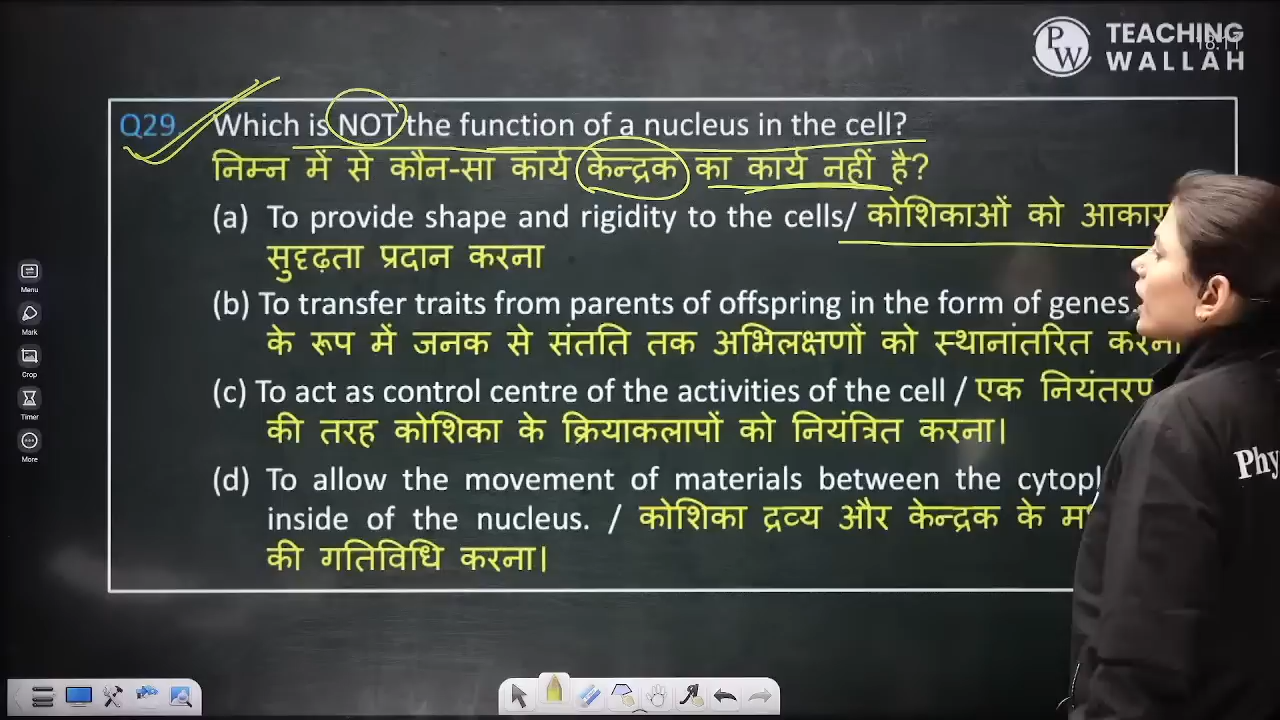 PW TEACHING
WALLAH
18:11
Q29. Which is NOT the function of a nucleus in the cell?
निम्न में से कौन-सा कार्य केन्द्रक का कार्य नहीं है?
(a) To provide shape and rigidity to the cells/ कोशिकाओं को
सुदृढ़ता प्रदान करना
(b) To transfer traits from parents of offspring in the form of genes.
के रूप में जनक से संतति तक अभिलक्षणों को स्थानांतरित करना
(c) To act as control centre of the activities of the cell / एक
की तरह कोशिका के क्रियाकलापों को नियंत्रित करना।
(d) To allow the movement of materials between the
inside of the nucleus. / कोशिका द्रव्य और केन्द्रक के
की गतिविधि करना।
Menu
Mark
Crop
Timer
More